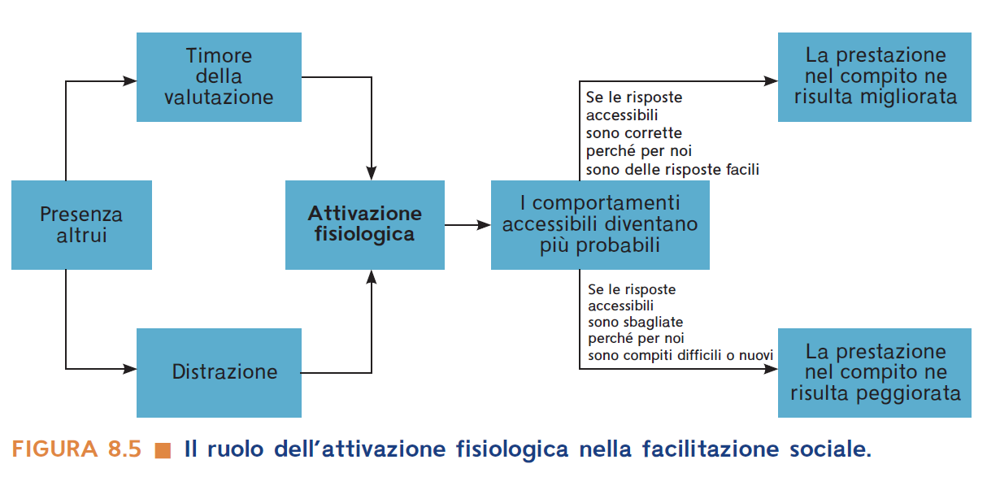 Timore
della
valutazione
La prestazione
nel compito ne
risulta migliorata
Se le risposte
accessibili
sono corrette
perché per noi
sono delle risposte facili
Presenza
altrui
Attivazione
fisiologica
I comportamenti
accessibili diventano
più probabili
Se le risposte
accessibili
sono sbagliate
perché per noi
sono compiti difficili o nuovi
Distrazione
La prestazione
nel compito ne
risulta peggiorata
FIGURA 8.5 ■ Il ruolo dell'attivazione fisiologica nella facilitazione sociale.